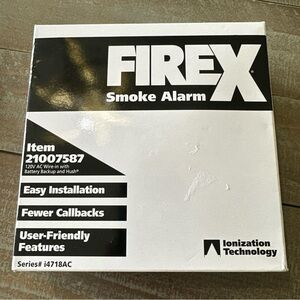 FIREX
Smoke Alarm
Item
21007587
120V AC Wire-in with
Battery Backup and Hush®
Easy Installation
Fewer Callbacks
User-Friendly
Features
Ionization
Technology
Series# i4718AC